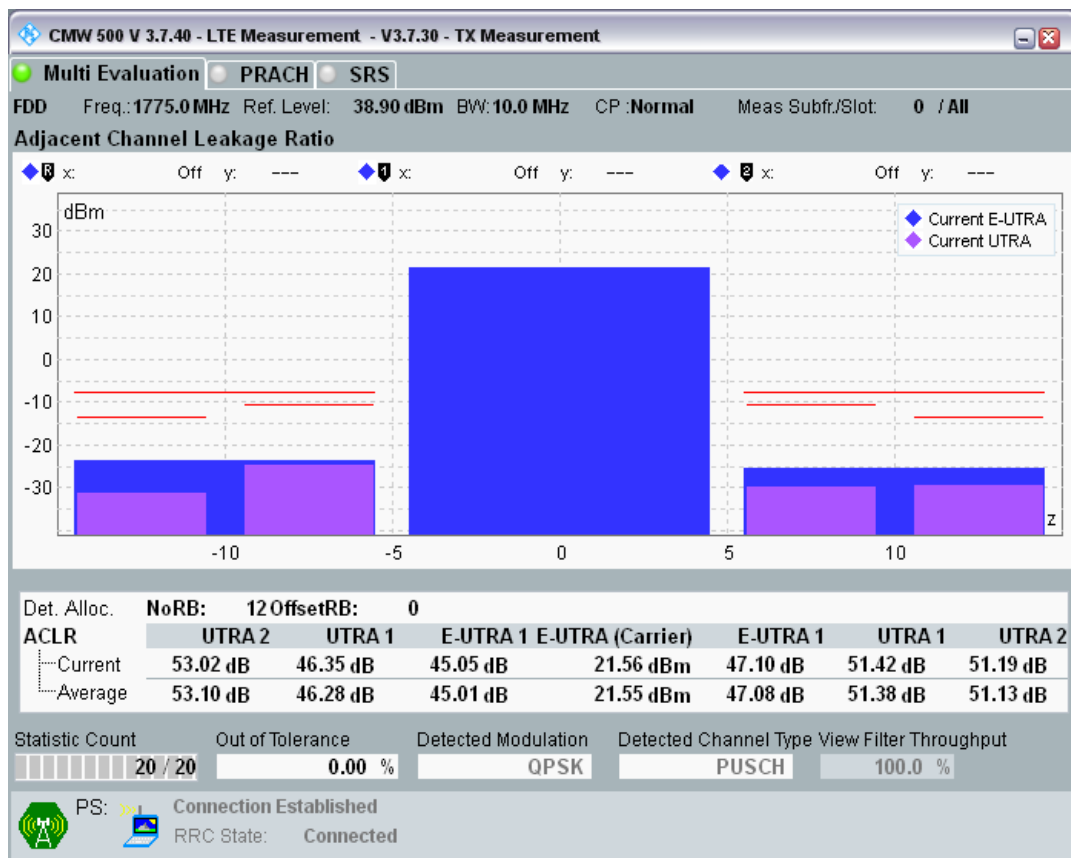 CMW 500 V 3.7.40 - LTE Measurement - V3.7.30 - TX Measurement
Multi Evaluation PRACH SRS
FDD Freq.:1775.0 MHz Ref. Level: 38.90 dBm BW:10.0 MHz CP :Normal Meas Subfr./Slot: 0 / All
Adjacent Channel Leakage Ratio
R x: Off y: --- 1 x: Off y: --- 2 x: Off y: ---
dBm
Current E-UTRA
Current UTRA
30
20
10
0
-10
-20
-30
z
-10 -5 0 5 10
Det. Alloc. NoRB: 12 OffsetRB: 0
ACLR UTRA 2 UTRA 1 E-UTRA 1 E-UTRA (Carrier) E-UTRA 1 UTRA 1 UTRA 2
Current 53.02 dB 46.35 dB 45.05 dB 21.56 dBm 47.10 dB 51.42 dB 51.19 dB
Average 53.10 dB 46.28 dB 45.01 dB 21.55 dBm 47.08 dB 51.38 dB 51.13 dB
Statistic Count Out of Tolerance Detected Modulation Detected Channel Type View Filter Throughput
20 / 20 0.00 % QPSK PUSCH 100.0 %
PS: Connection Established
RRC State: Connected